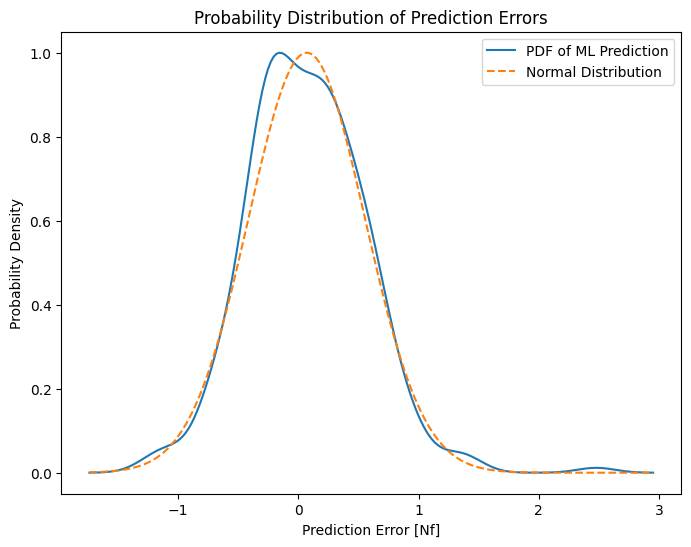 Probability Distribution of Prediction Errors
PDF of ML Prediction
Normal Distribution
Probability Density
1.0
0.8
0.6
0.4
0.2
0.0
−1
0
1
2
3
Prediction Error [Nf]